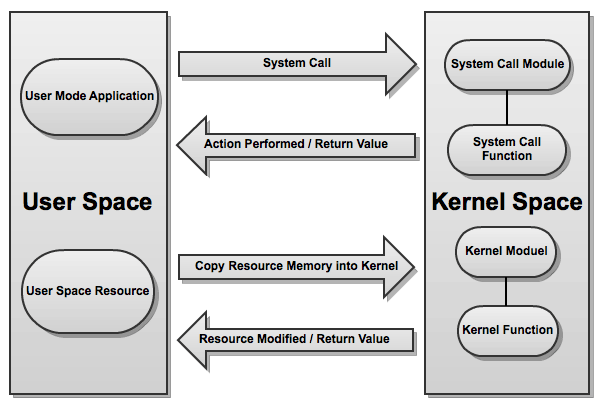 System Call
System Call Module
User Mode Application
Action Performed / Return Value
System Call
Function
User Space
Kernel Space
Kernel Moduel
Copy Resource Memory into Kernel
User Space Resource
Kernel Function
Resource Modified / Return Value